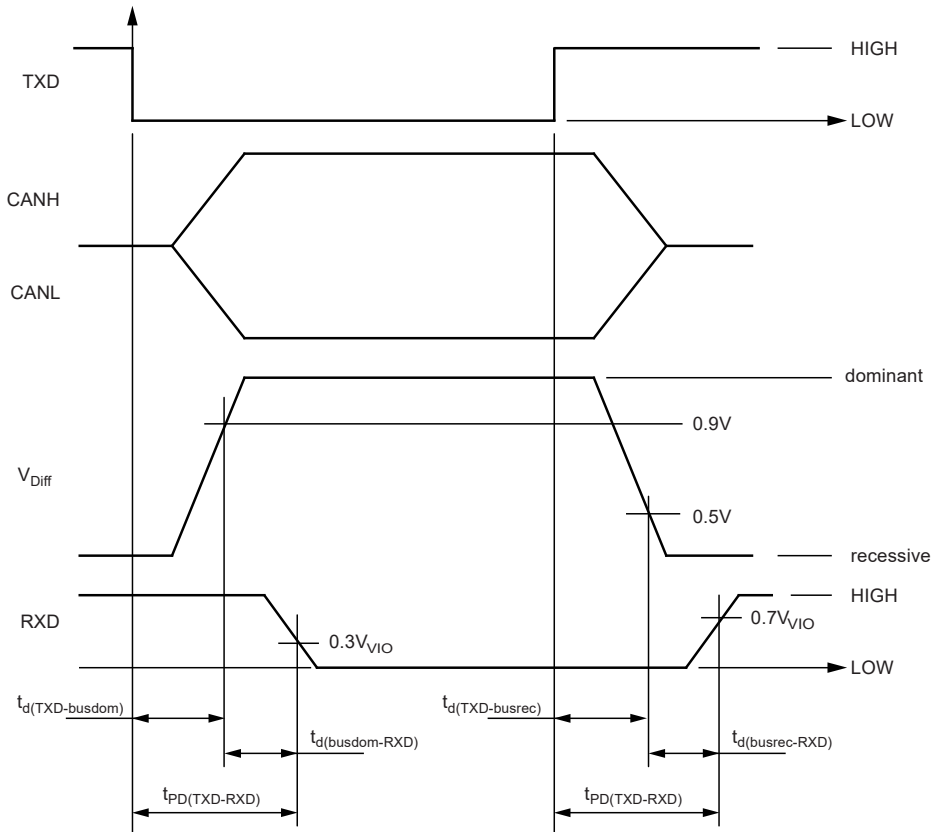 HIGH
TXD
LOW
CANH
CANL
dominant
0.9V
VDiff
0.5V
recessive
HIGH
RXD
0.7VVIO
0.3VVIO
LOW
td(TXD-busdom)
td(TXD-busrec)
td(busdom-RXD)
td(busrec-RXD)
tPD(TXD-RXD)
tPD(TXD-RXD)